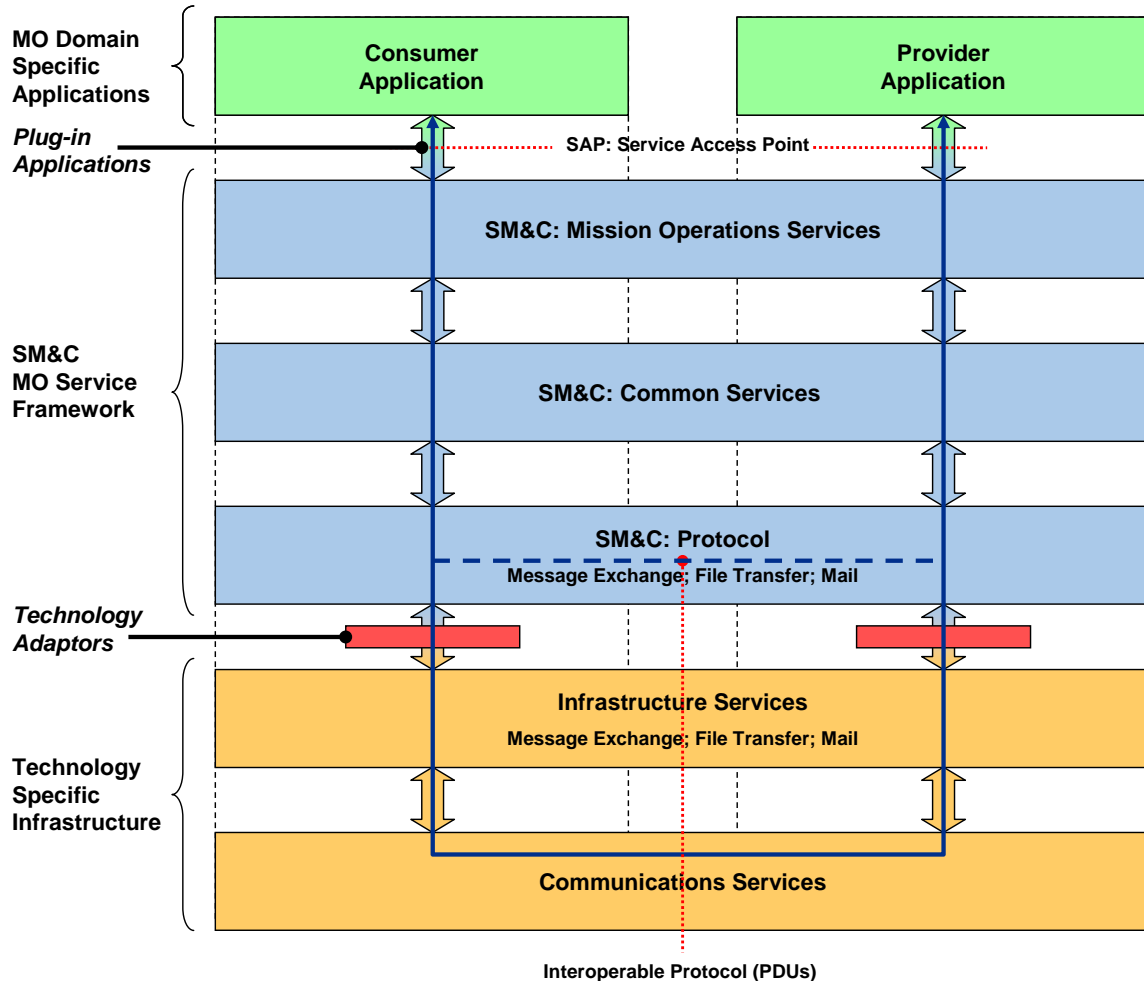 MO Domain
Specific
Applications
Consumer
Application
Provider
Application
Plug-in
Applications
SAP: Service Access Point
SM&C: Mission Operations Services
SM&C
MO Service
Framework
SM&C: Common Services
SM&C: Protocol
Message Exchange; File Transfer; Mail
Technology
Adaptors
Infrastructure Services
Message Exchange; File Transfer; Mail
Technology
Specific
Infrastructure
Communications Services
Interoperable Protocol (PDUs)